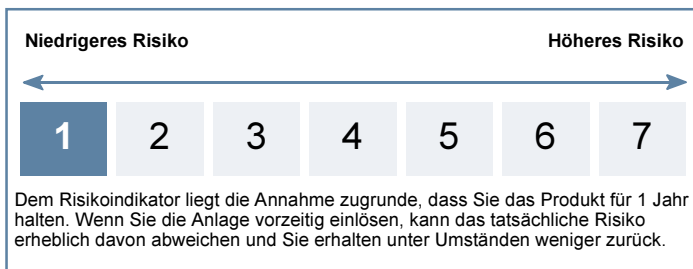 Niedrigeres Risiko Höheres Risiko
1 2 3 4 5 6 7
Dem Risikoindikator liegt die Annahme zugrunde, dass Sie das Produkt für 1 Jahr
halten. Wenn Sie die Anlage vorzeitig einlösen, kann das tatsächliche Risiko
erheblich davon abweichen und Sie erhalten unter Umständen weniger zurück.